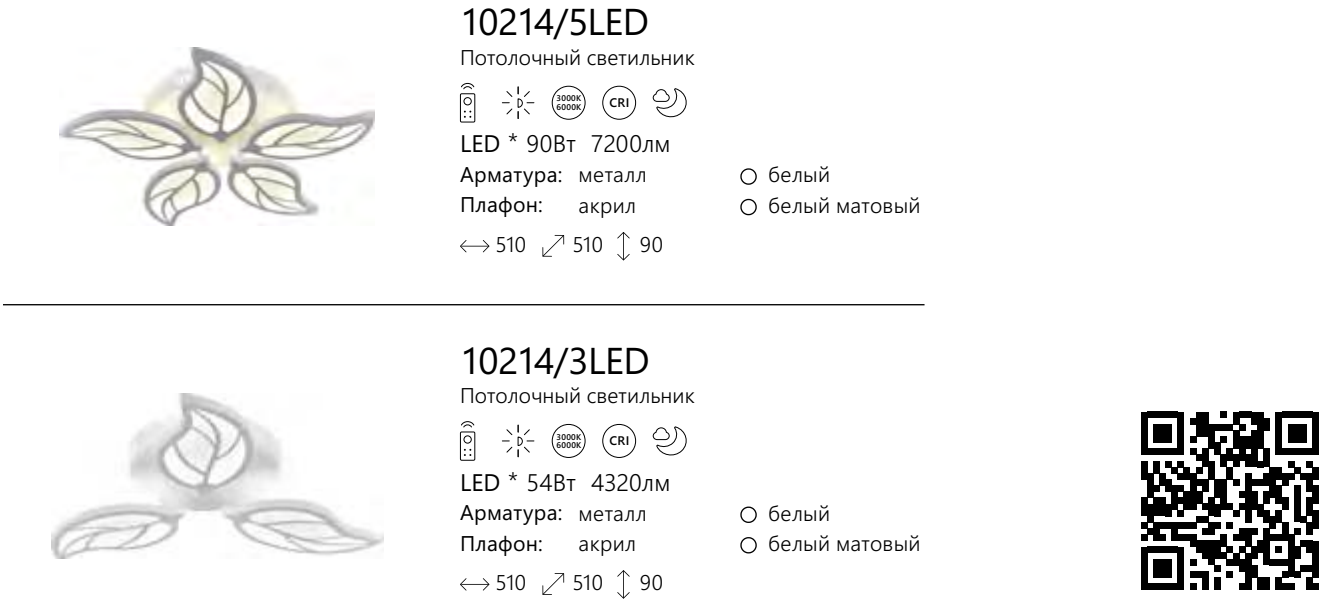 10214/5LED
Потолочный светильник
D 3000K 6000K CRI
LED * 90Вт 7200лм
Арматура: металл белый
Плафон: акрил белый матовый
510 510 90
10214/3LED
Потолочный светильник
D 3000K 6000K CRI
LED * 54Вт 4320лм
Арматура: металл белый
Плафон: акрил белый матовый
510 510 90